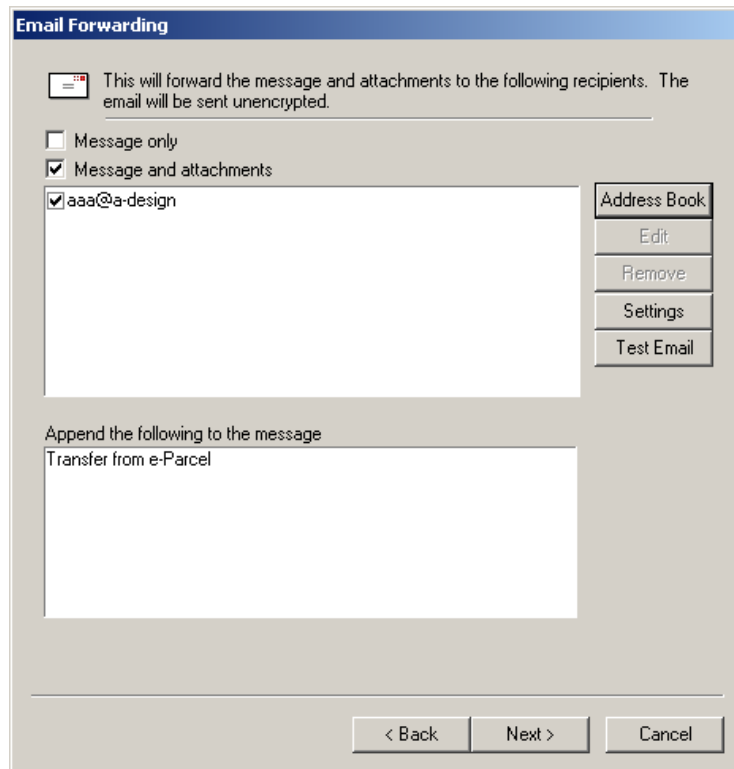 Email Forwarding
This will forward the message and attachments to the following recipients. The
email will be sent unencrypted.
Message only
Message and attachments
aaa@a-design
Address Book
Edit
Remove
Settings
Test Email
Append the following to the message
Transfer from e-Parcel
< Back
Next >
Cancel